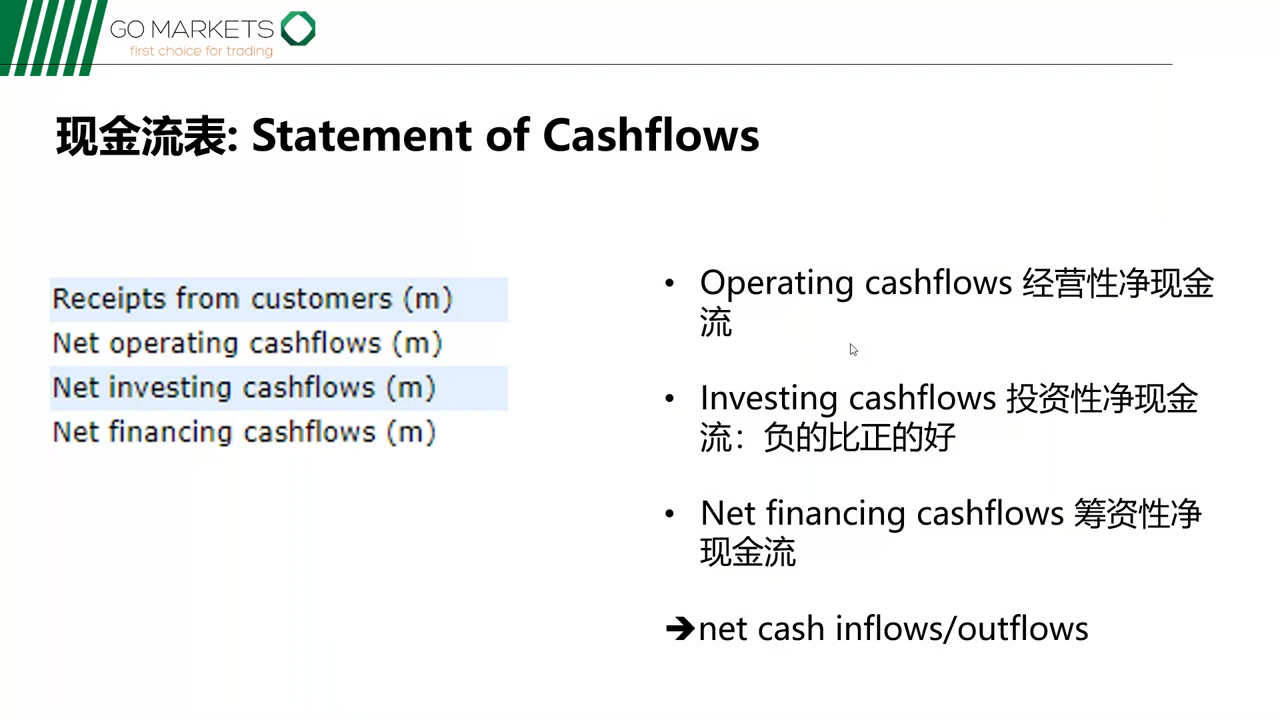 GO MARKETS
first choice for trading
现金流表: Statement of Cashflows
Receipts from customers (m)
Net operating cashflows (m)
Net investing cashflows (m)
Net financing cashflows (m)
• Operating cashflows 经营性净现金
流
• Investing cashflows 投资性净现金
流：负的比正的好
• Net financing cashflows 筹资性净
现金流
➔net cash inflows/outflows